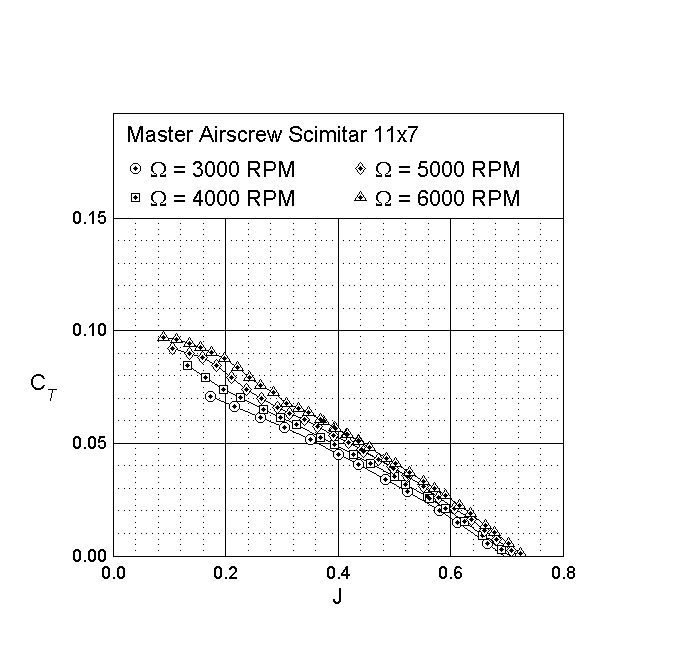 Master Airscrew Scimitar 11x7
Ω = 3000 RPM Ω = 5000 RPM
Ω = 4000 RPM Ω = 6000 RPM
0.15
0.10
C_T
0.05
0.00
0.0 0.2 0.4 0.6 0.8
J